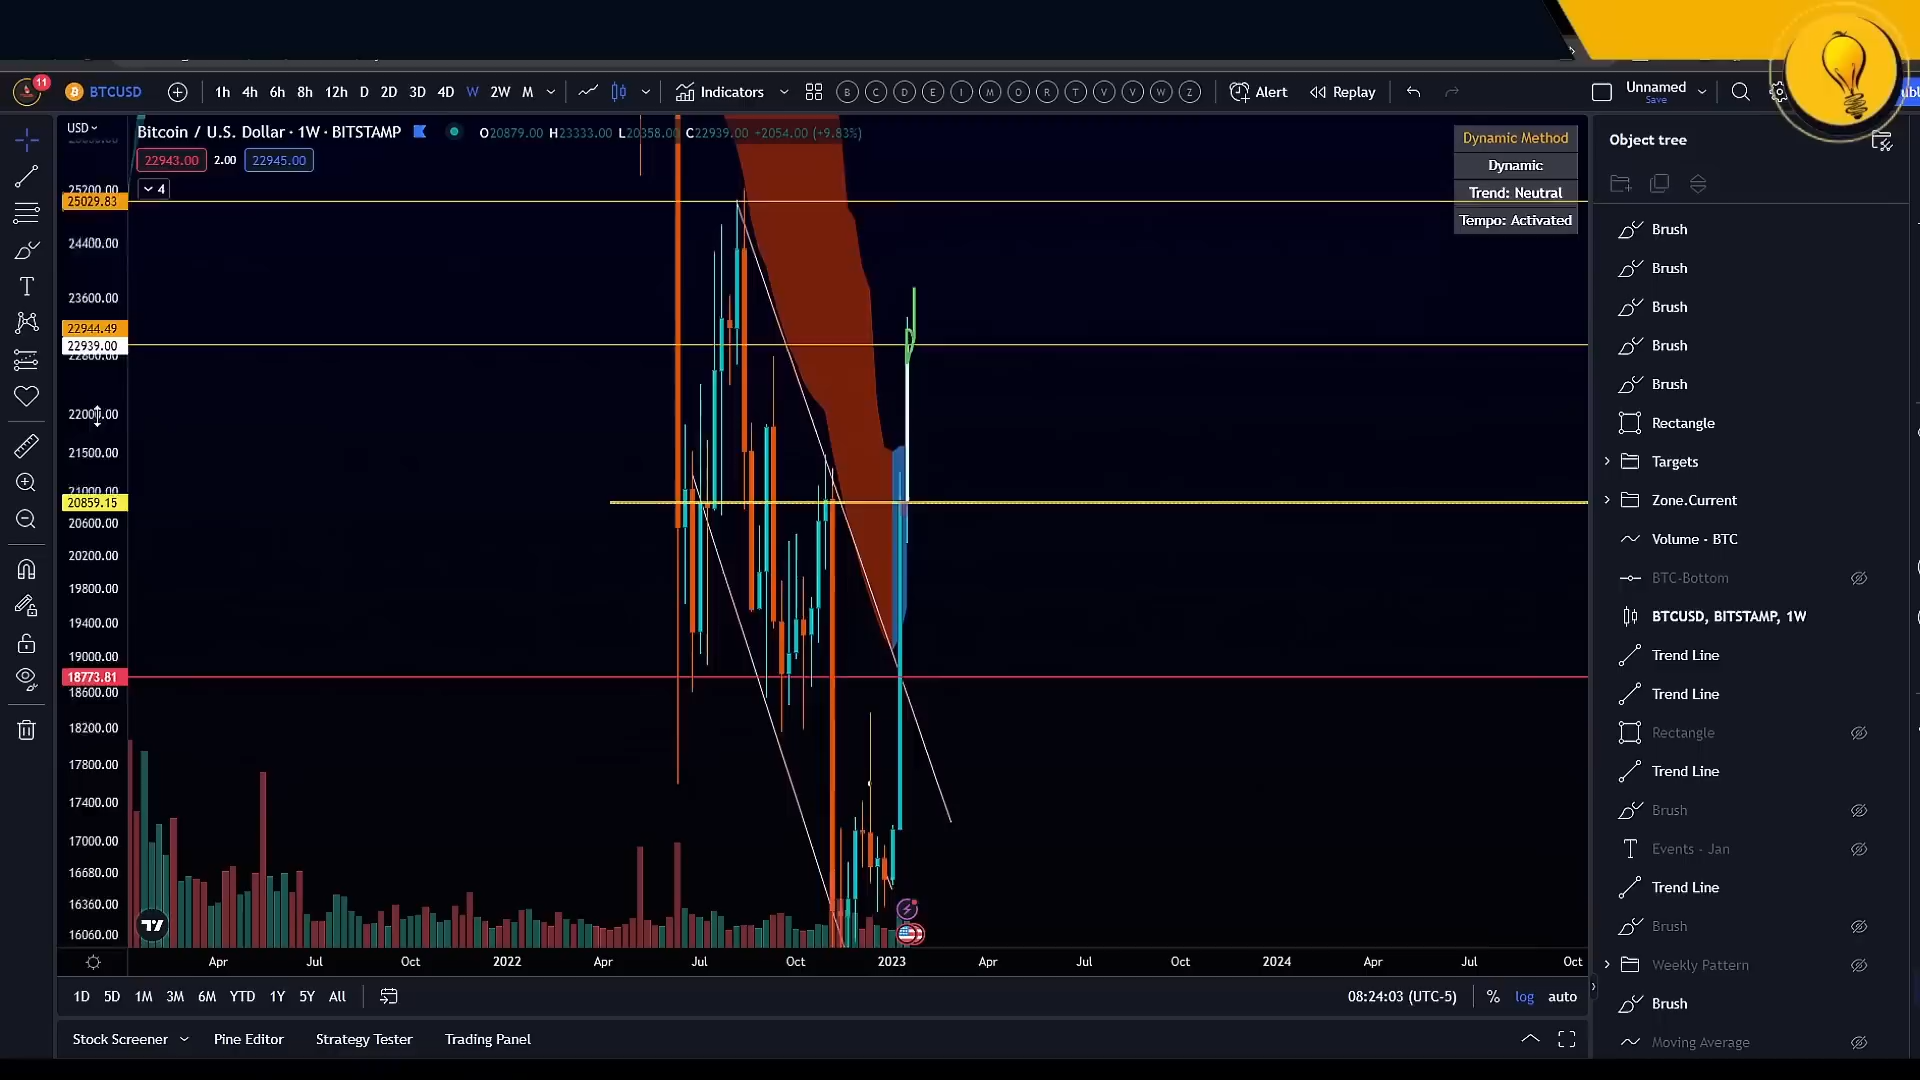 11
BTCUSD
1h 4h 6h 8h 12h D 2D 3D 4D W 2W M
Indicators
B C D E I M O R T V V W Z
Alert
Replay
Unnamed
Save
USD
Bitcoin / U.S. Dollar · 1W · BITSTAMP
O20879.00 H23333.00 L20358.00 C22939.00 +2054.00 (+9.83%)
22943.00 2.00 22945.00
4
Dynamic Method
Dynamic
Trend: Neutral
Tempo: Activated
25200.00
25029.83
24400.00
23600.00
22944.49
22939.00
22800.00
22000.00
21500.00
21000.00
20859.15
20600.00
20200.00
19800.00
19400.00
19000.00
18773.81
18600.00
18200.00
17800.00
17400.00
17000.00
16680.00
16360.00
16060.00
Apr Jul Oct 2022 Apr Jul Oct 2023 Apr Jul Oct 2024 Apr Jul Oct
1D 5D 1M 3M 6M YTD 1Y 5Y All
08:24:03 (UTC-5) % log auto
Stock Screener Pine Editor Strategy Tester Trading Panel
Object tree
Brush
Brush
Brush
Brush
Brush
Rectangle
Targets
Zone.Current
Volume - BTC
BTC-Bottom
BTCUSD, BITSTAMP, 1W
Trend Line
Trend Line
Rectangle
Trend Line
Brush
Events - Jan
Trend Line
Brush
Weekly Pattern
Brush
Moving Average